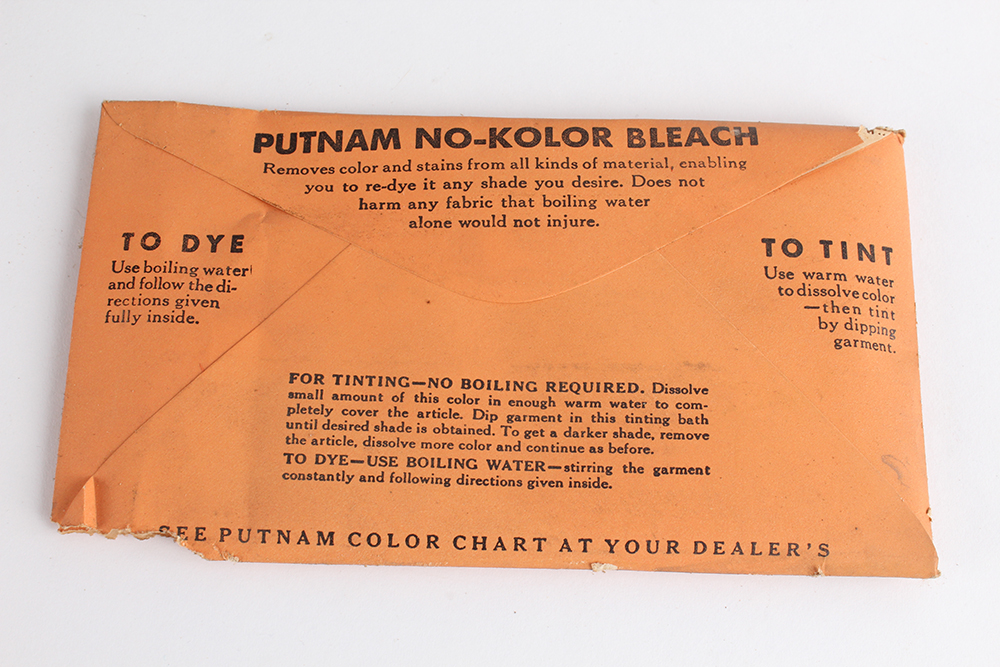 PUTNAM NO-KOLOR BLEACH
Removes color and stains from all kinds of material, enabling
you to re-dye it any shade you desire. Does not
harm any fabric that boiling water
alone would not injure.
TO DYE
Use boiling water
and follow the di-
rections given
fully inside.
TO TINT
Use warm water
to dissolve color
—then tint
by dipping
garment.
FOR TINTING—NO BOILING REQUIRED. Dissolve
small amount of this color in enough warm water to com-
pletely cover the article. Dip garment in this tinting bath
until desired shade is obtained. To get a darker shade, remove
the article, dissolve more color and continue as before.
TO DYE—USE BOILING WATER—stirring the garment
constantly and following directions given inside.
SEE PUTNAM COLOR CHART AT YOUR DEALER'S